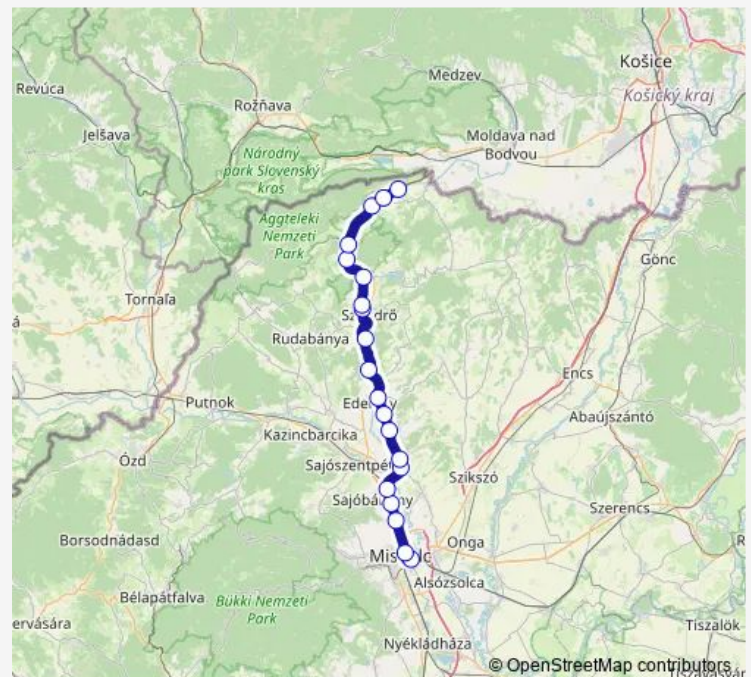 Košice
Medzev
Revúca
Košický kraj
Rožňava
Jelšava
Moldava nad
Bodvou
Národný
park Slovenský
kras
Aggteleki
Nemzeti
Park
Gönc
Tornaľa
Rudabánya
Encs
Putnok
Abaújszántó
Kazincbarcika
Ózd
Szikszó
Szerencs
Borsodnádasd
Onga
Alsózsolca
Bélapátfalva
Bükki Nemzeti
Park
Tiszalök
Nyékládháza
© OpenStreetMap contributors